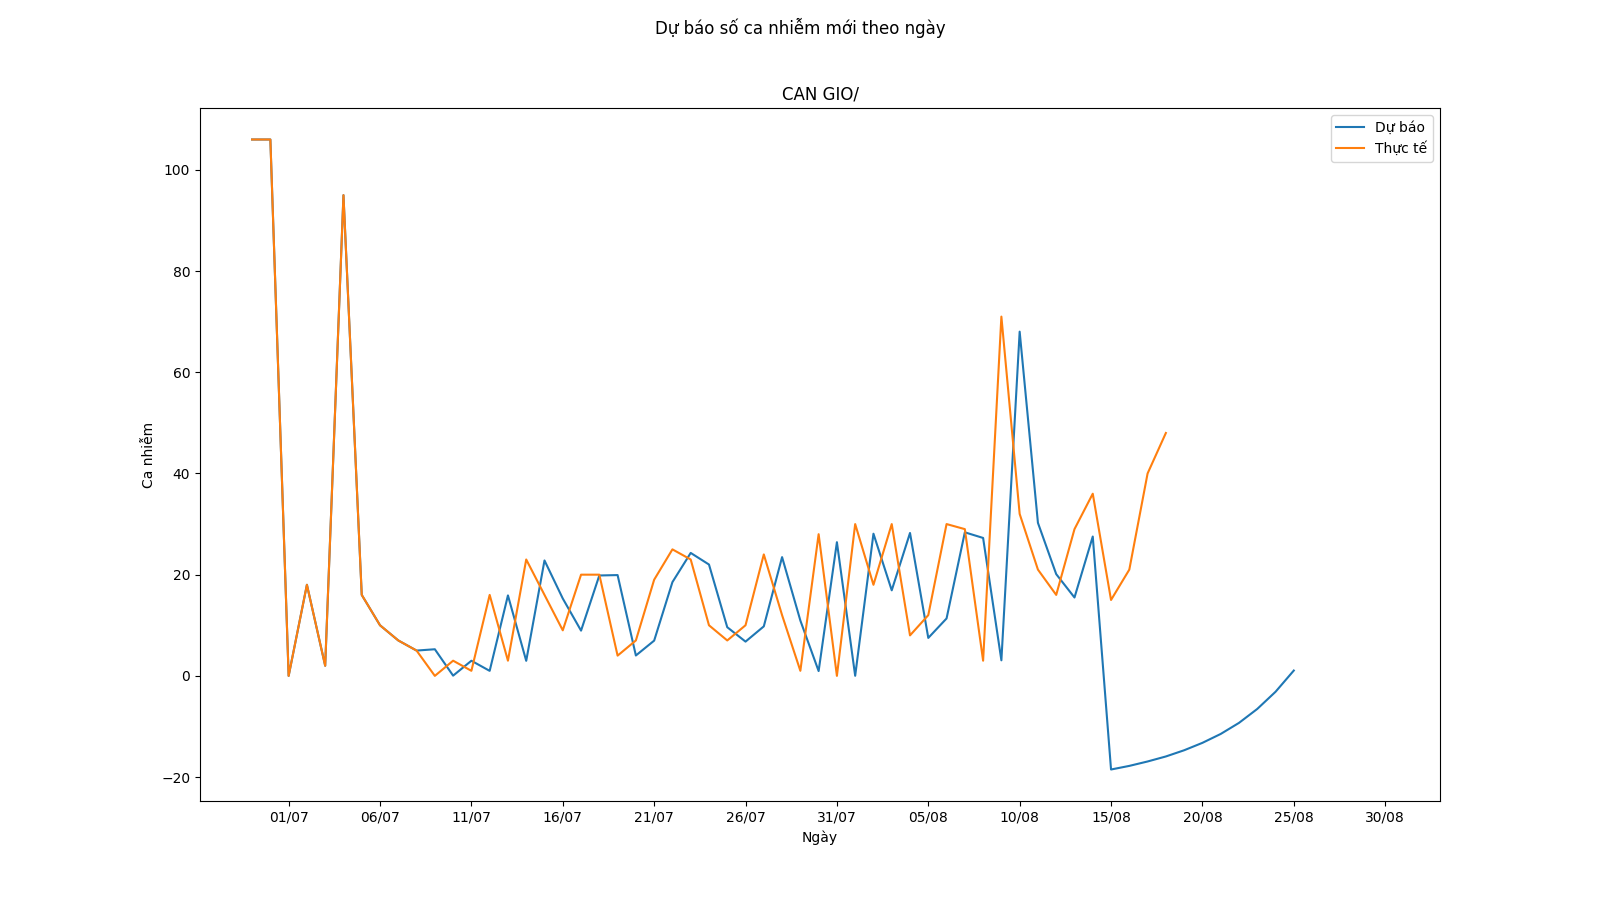 Dự báo số ca nhiễm mới theo ngày
CAN GIO/
Dự báo
Thực tế
100
80
60
40
20
0
−20
Ca nhiễm
01/07 06/07 11/07 16/07 21/07 26/07 31/07 05/08 10/08 15/08 20/08 25/08 30/08
Ngày